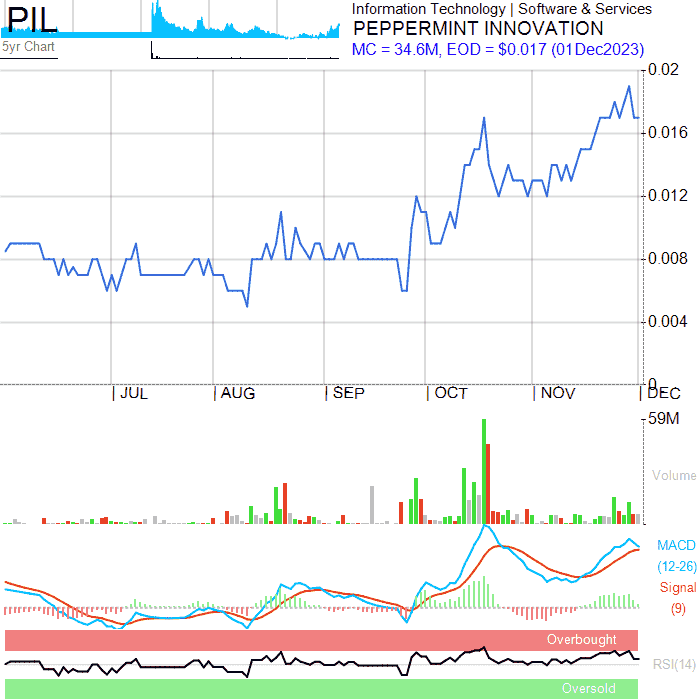 PIL
5yr Chart
Information Technology | Software & Services
PEPPERMINT INNOVATION
MC = 34.6M, EOD = $0.017 (01Dec2023)
0.02
0.016
0.012
0.008
0.004
0
JUL
AUG
SEP
OCT
NOV
DEC
59M
Volume
MACD
(12-26)
Signal
(9)
Overbought
RSI(14)
Oversold